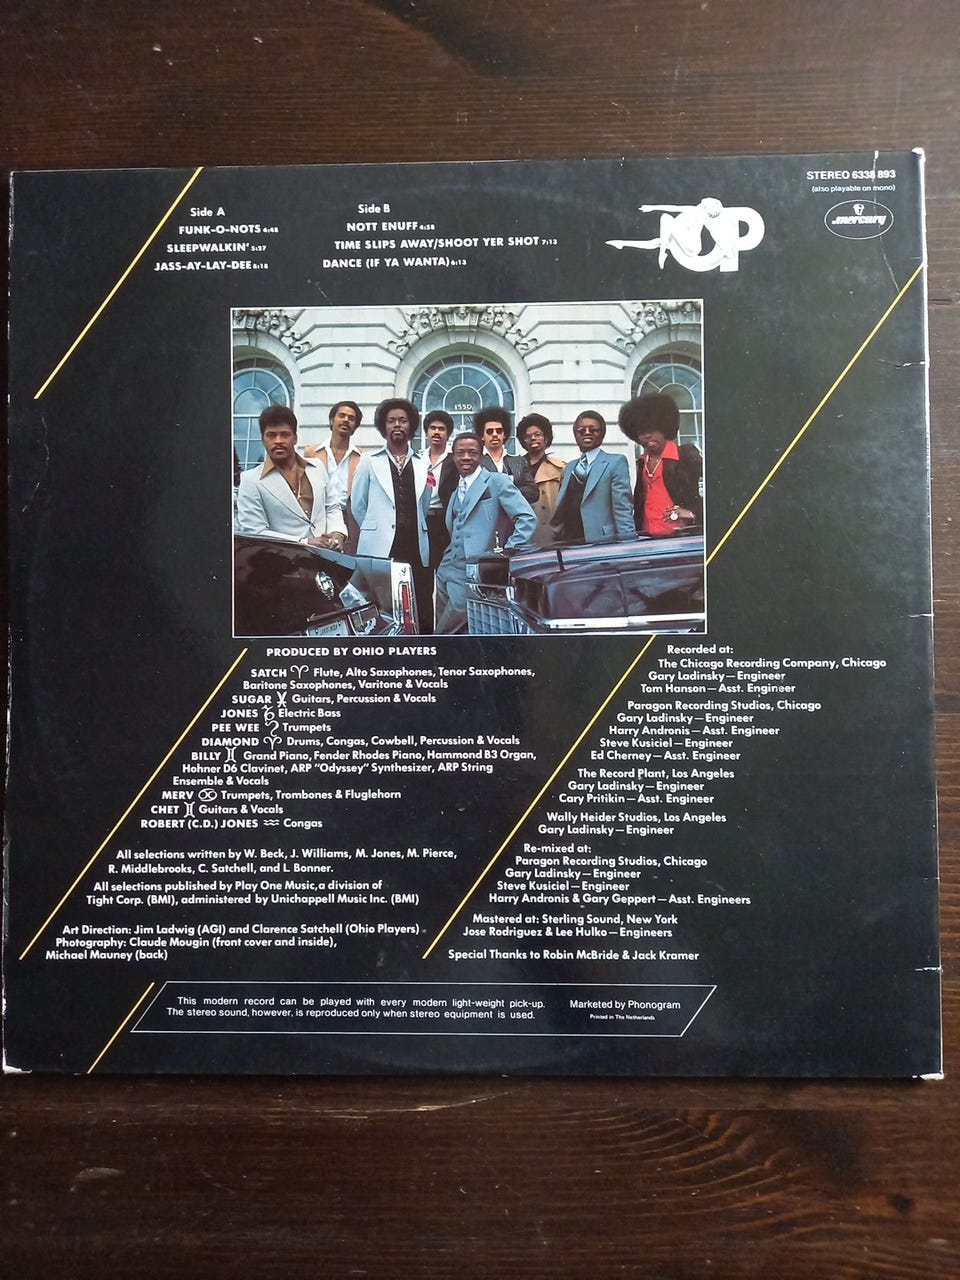 STEREO 6338 893
(also playable on mono)
mercury
OP
Side A
FUNK-O-NOTS 4:48
SLEEPWALKIN' 5:27
JASS-AY-LAY-DEE 8:18
Side B
NOTT ENUFF 4:58
TIME SLIPS AWAY/SHOOT YER SHOT 7:13
DANCE (IF YA WANTA) 6:13
1550
PRODUCED BY OHIO PLAYERS
SATCH ♈ Flute, Alto Saxophones, Tenor Saxophones,
Baritone Saxophones, Varitone & Vocals
SUGAR Guitars, Percussion & Vocals
JONES Electric Bass
PEE WEE Trumpets
DIAMOND ♈ Drums, Congas, Cowbell, Percussion & Vocals
BILLY ♊ Grand Piano, Fender Rhodes Piano, Hammond B3 Organ,
Hohner D6 Clavinet, ARP "Odyssey" Synthesizer, ARP String
Ensemble & Vocals
MERV Trumpets, Trombones & Fluglehorn
CHET ♊ Guitars & Vocals
ROBERT (C.D.) JONES ♒ Congas
All selections written by W. Beck, J. Williams, M. Jones, M. Pierce,
R. Middlebrooks, C. Satchell, and L. Bonner.
All selections published by Play One Music, a division of
Tight Corp. (BMI), administered by Unichappell Music Inc. (BMI)
Art Direction: Jim Ladwig (AGI) and Clarence Satchell (Ohio Players)
Photography: Claude Mougin (front cover and inside),
Michael Mauney (back)
Recorded at:
The Chicago Recording Company, Chicago
Gary Ladinsky — Engineer
Tom Hanson — Asst. Engineer
Paragon Recording Studios, Chicago
Gary Ladinsky — Engineer
Harry Andronis — Asst. Engineer
Steve Kusiciel — Engineer
Ed Cherney — Asst. Engineer
The Record Plant, Los Angeles
Gary Ladinsky — Engineer
Cary Pritikin — Asst. Engineer
Wally Heider Studios, Los Angeles
Gary Ladinsky — Engineer
Re-mixed at:
Paragon Recording Studios, Chicago
Gary Ladinsky — Engineer
Steve Kusiciel — Engineer
Harry Andronis & Gary Geppert — Asst. Engineers
Mastered at: Sterling Sound, New York
Jose Rodriguez & Lee Hulko — Engineers
Special Thanks to Robin McBride & Jack Kramer
This modern record can be played with every modern light-weight pick-up.
The stereo sound, however, is reproduced only when stereo equipment is used.
Marketed by Phonogram
Printed in The Netherlands